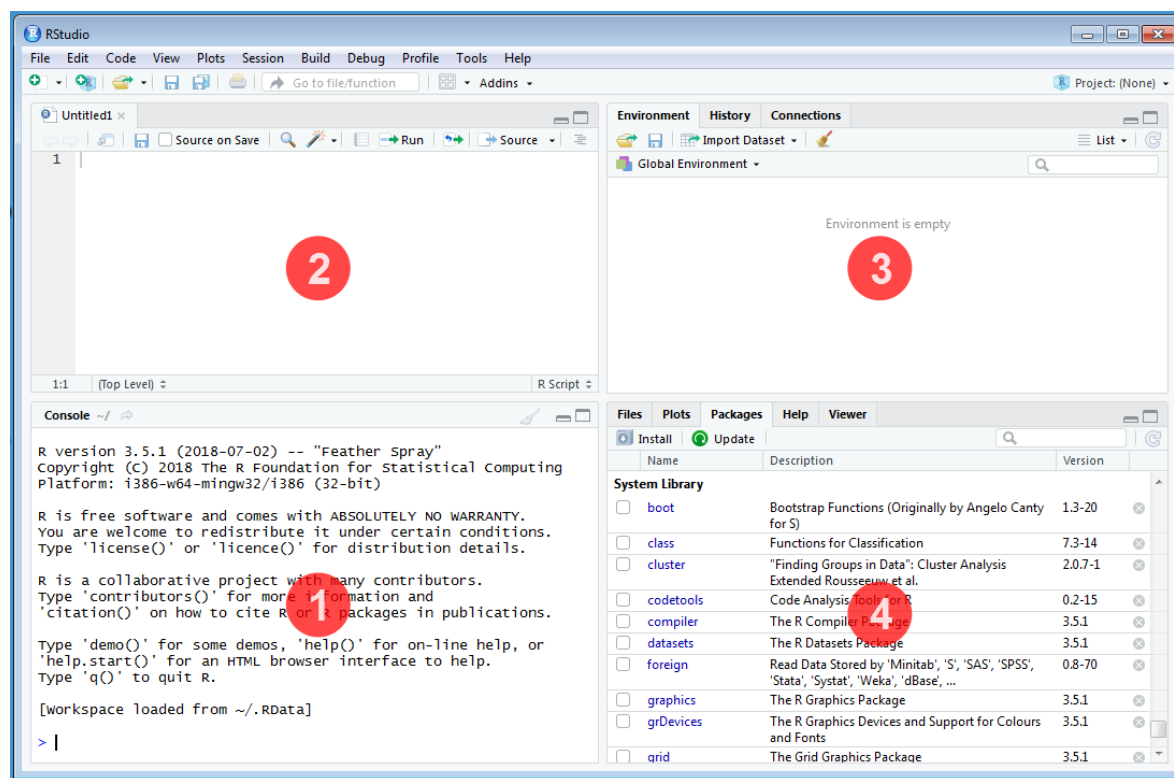 RStudio
File Edit Code View Plots Session Build Debug Profile Tools Help
Go to file/function Addins Project: (None)
Untitled1
Source on Save Run Source
1
2
1:1 (Top Level) R Script
Console ~/
R version 3.5.1 (2018-07-02) -- "Feather Spray"
Copyright (C) 2018 The R Foundation for Statistical Computing
Platform: i386-w64-mingw32/i386 (32-bit)
R is free software and comes with ABSOLUTELY NO WARRANTY.
You are welcome to redistribute it under certain conditions.
Type 'license()' or 'licence()' for distribution details.
R is a collaborative project with many contributors.
Type 'contributors()' for more information and
'citation()' on how to cite R or R packages in publications.
1
Type 'demo()' for some demos, 'help()' for on-line help, or
'help.start()' for an HTML browser interface to help.
Type 'q()' to quit R.
[Workspace loaded from ~/.RData]
>
Environment History Connections
Import Dataset List
Global Environment
Environment is empty
3
Files Plots Packages Help Viewer
Install Update
Name Description Version
System Library
boot Bootstrap Functions (Originally by Angelo Canty 1.3-20
for S)
class Functions for Classification 7.3-14
cluster "Finding Groups in Data": Cluster Analysis 2.0.7-1
Extended Rousseeuw et al.
codetools Code Analysis Tools for R 0.2-15
compiler The R Compiler Package 3.5.1
4
datasets The R Datasets Package 3.5.1
foreign Read Data Stored by 'Minitab', 'S', 'SAS', 'SPSS', 0.8-70
'Stata', 'Systat', 'Weka', 'dBase', ...
graphics The R Graphics Package 3.5.1
grDevices The R Graphics Devices and Support for Colours 3.5.1
and Fonts
grid The Grid Graphics Package 3.5.1